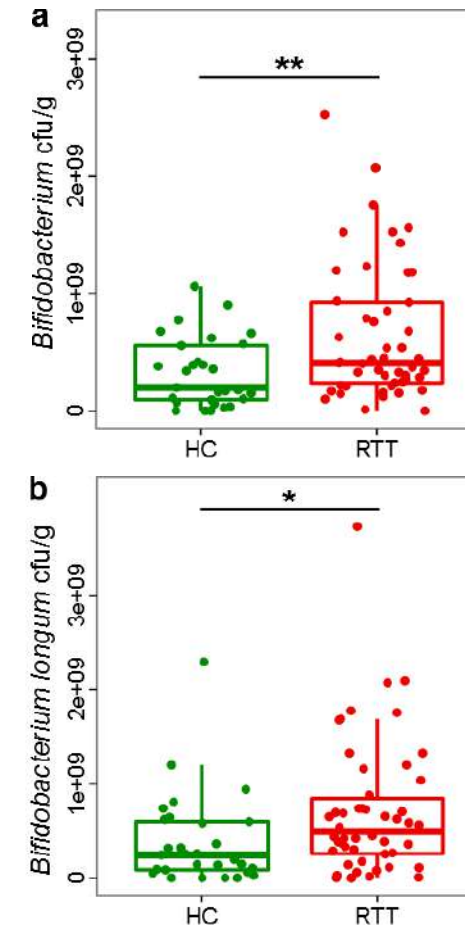 a
**
Bifidobacterium cfu/g
3e+09
2e+09
1e+09
0
HC RTT
b
*
Bifidobacterium longum cfu/g
3e+09
2e+09
1e+09
0
HC RTT